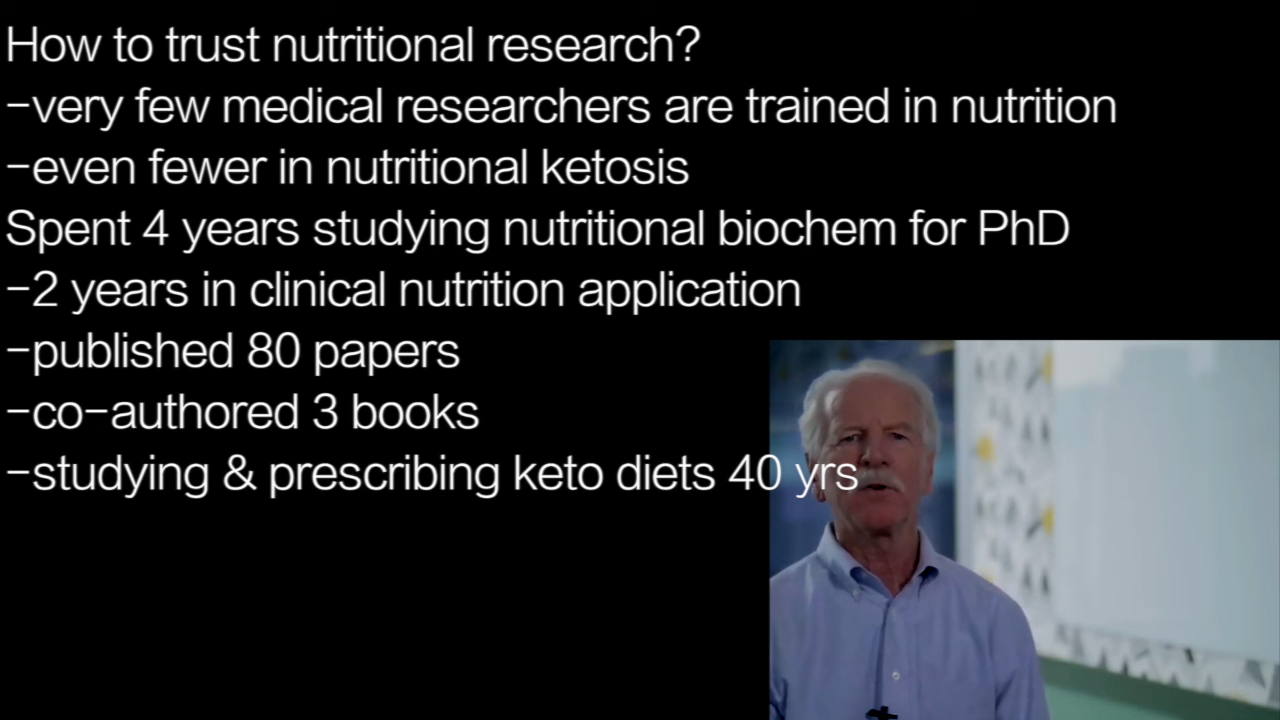 How to trust nutritional research?
-very few medical researchers are trained in nutrition
-even fewer in nutritional ketosis
Spent 4 years studying nutritional biochem for PhD
-2 years in clinical nutrition application
-published 80 papers
-co-authored 3 books
-studying & prescribing keto diets 40 yrs